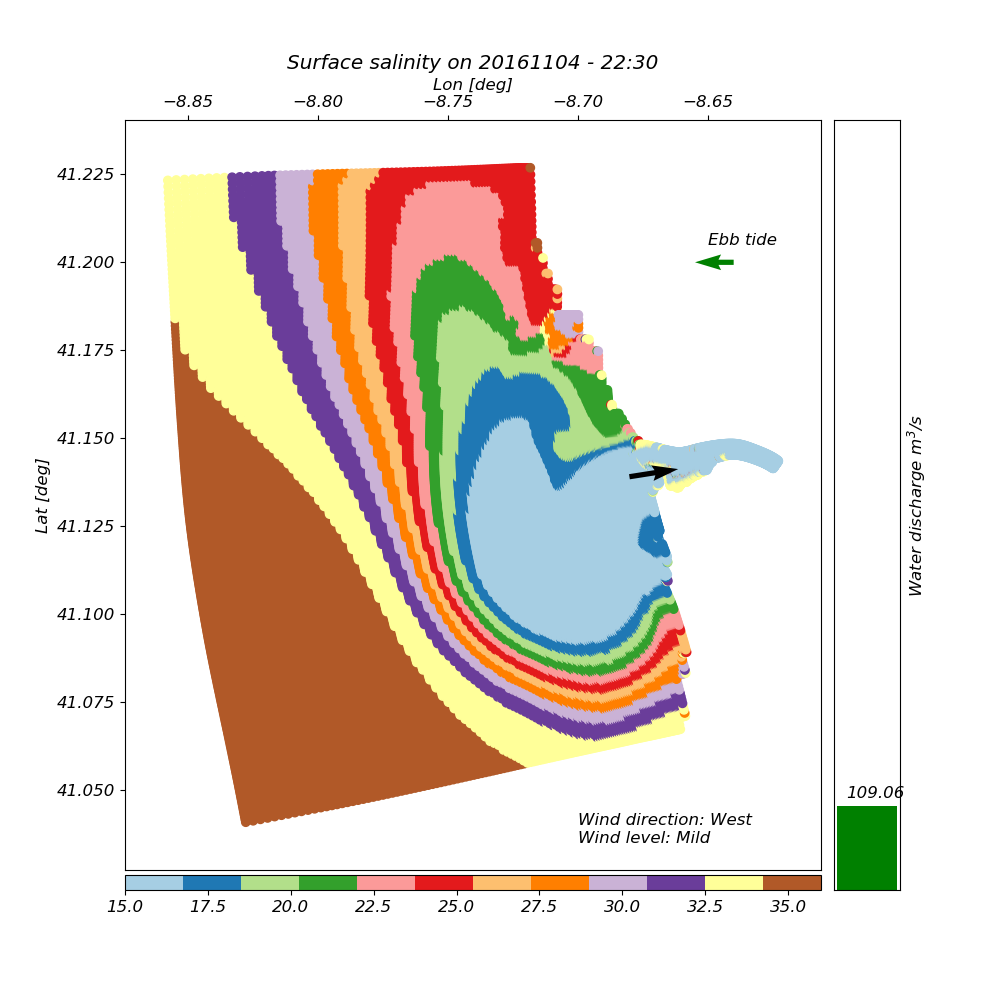 Surface salinity on 20161104 - 22:30
Lon [deg]
−8.85 −8.80 −8.75 −8.70 −8.65
41.225
41.200
41.175
41.150
41.125
41.100
41.075
41.050
Lat [deg]
Ebb tide
Wind direction: West
Wind level: Mild
15.0 17.5 20.0 22.5 25.0 27.5 30.0 32.5 35.0
Water discharge m³/s
109.06